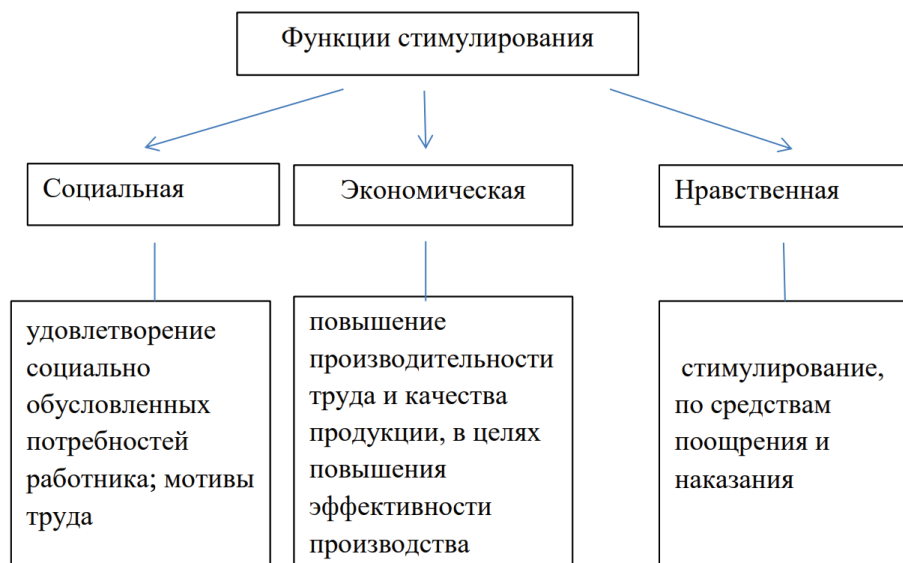 Функции стимулирования
Социальная
Экономическая
Нравственная
удовлетворение
социально
обусловленных
потребностей
работника; мотивы
труда
повышение
производительности
труда и качества
продукции, в целях
повышения
эффективности
производства
стимулирование,
по средствам
поощрения и
наказания